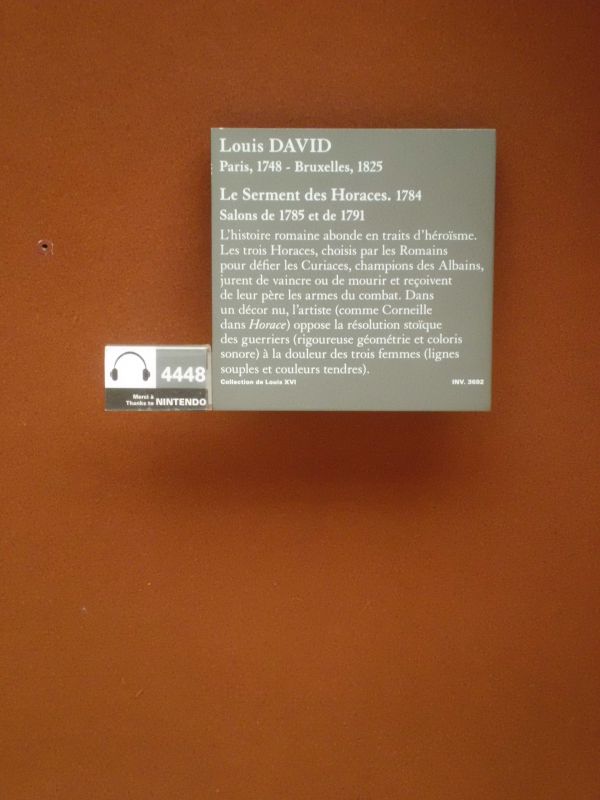 Louis DAVID
Paris, 1748 - Bruxelles, 1825
Le Serment des Horaces. 1784
Salons de 1785 et de 1791
L'histoire romaine abonde en traits d'héroïsme.
Les trois Horaces, choisis par les Romains
pour défier les Curiaces, champions des Albains,
jurent de vaincre ou de mourir et reçoivent
de leur père les armes du combat. Dans
un décor nu, l'artiste (comme Corneille
dans Horace) oppose la résolution stoïque
des guerriers (rigoureuse géométrie et coloris
sonore) à la douleur des trois femmes (lignes
souples et couleurs tendres).
Collection de Louis XVI INV. 3692
4448
Merci à
Thanks to NINTENDO